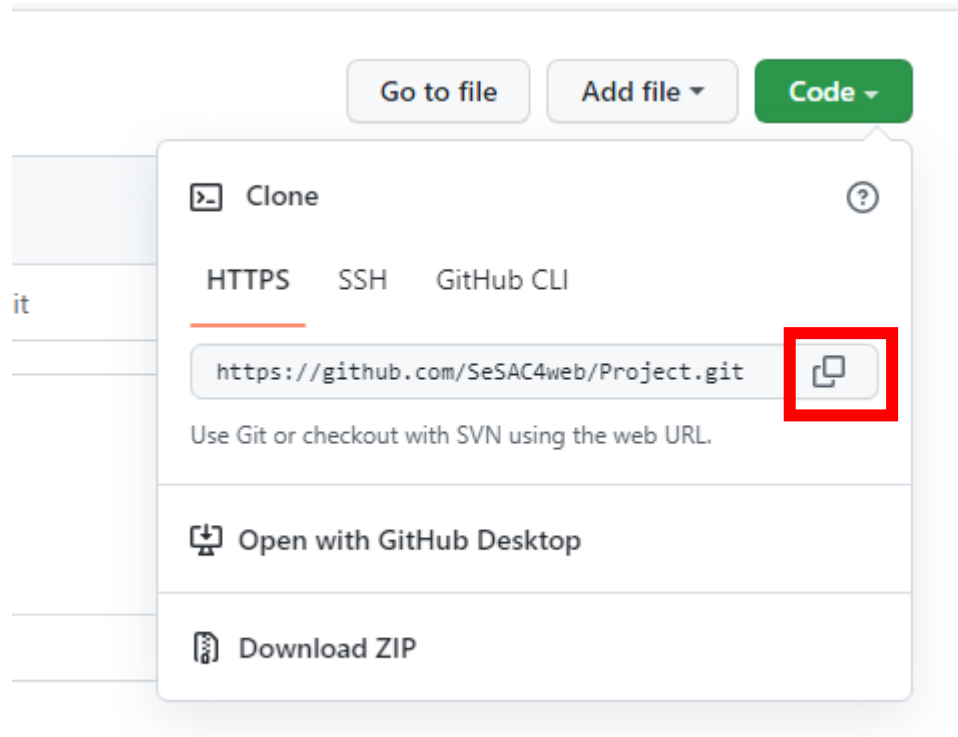 Go to file Add file Code
Clone
HTTPS SSH GitHub CLI
it
https://github.com/SeSAC4web/Project.git
Use Git or checkout with SVN using the web URL.
Open with GitHub Desktop
Download ZIP